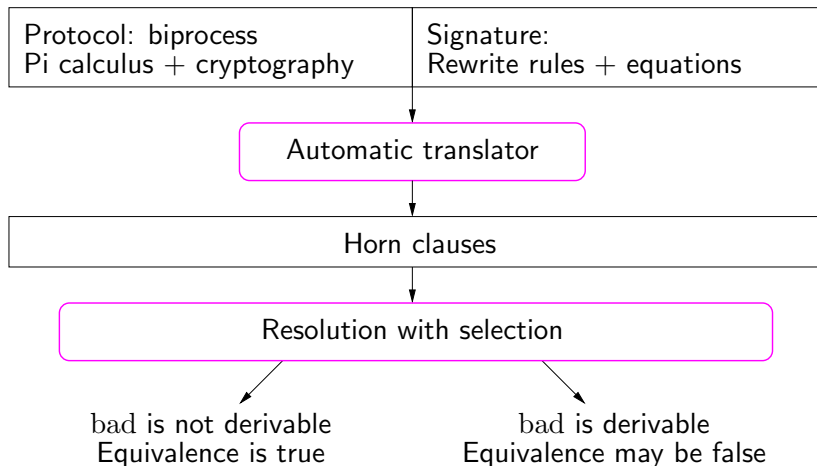 Protocol: biprocess
Pi calculus + cryptography
Signature:
Rewrite rules + equations
Automatic translator
Horn clauses
Resolution with selection
bad is not derivable
Equivalence is true
bad is derivable
Equivalence may be false